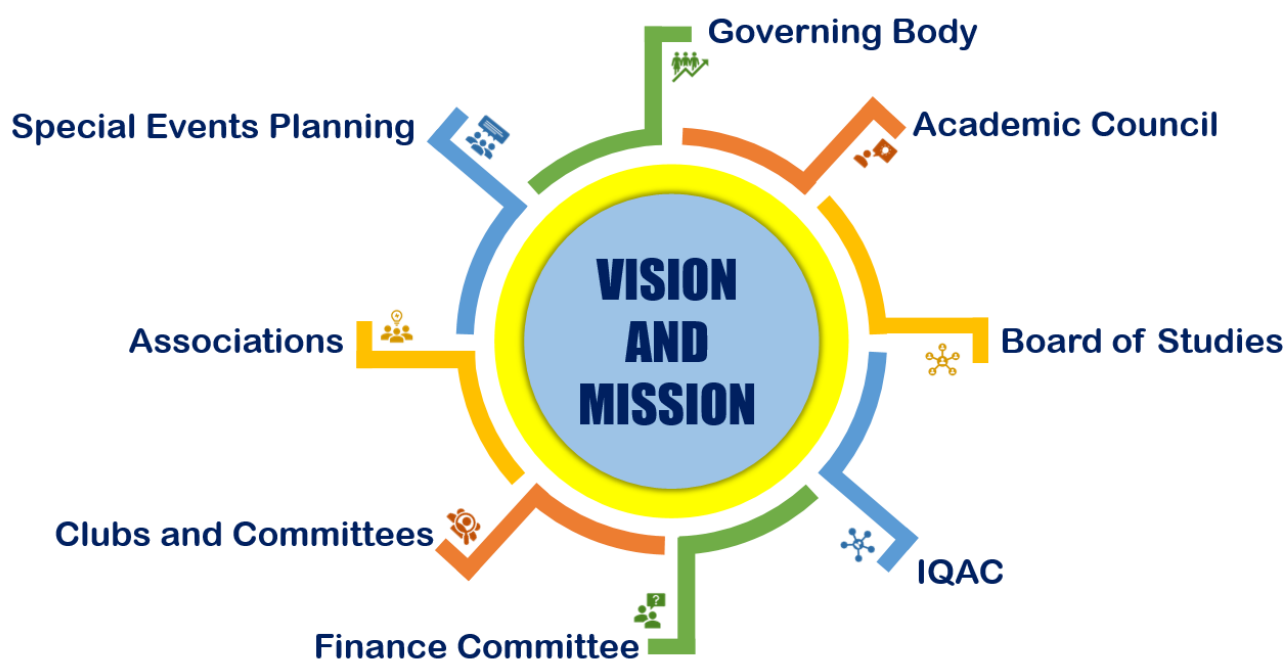 Governing Body
Special Events Planning
Academic Council
VISION
AND
MISSION
Associations
Board of Studies
Clubs and Committees
IQAC
Finance Committee
?